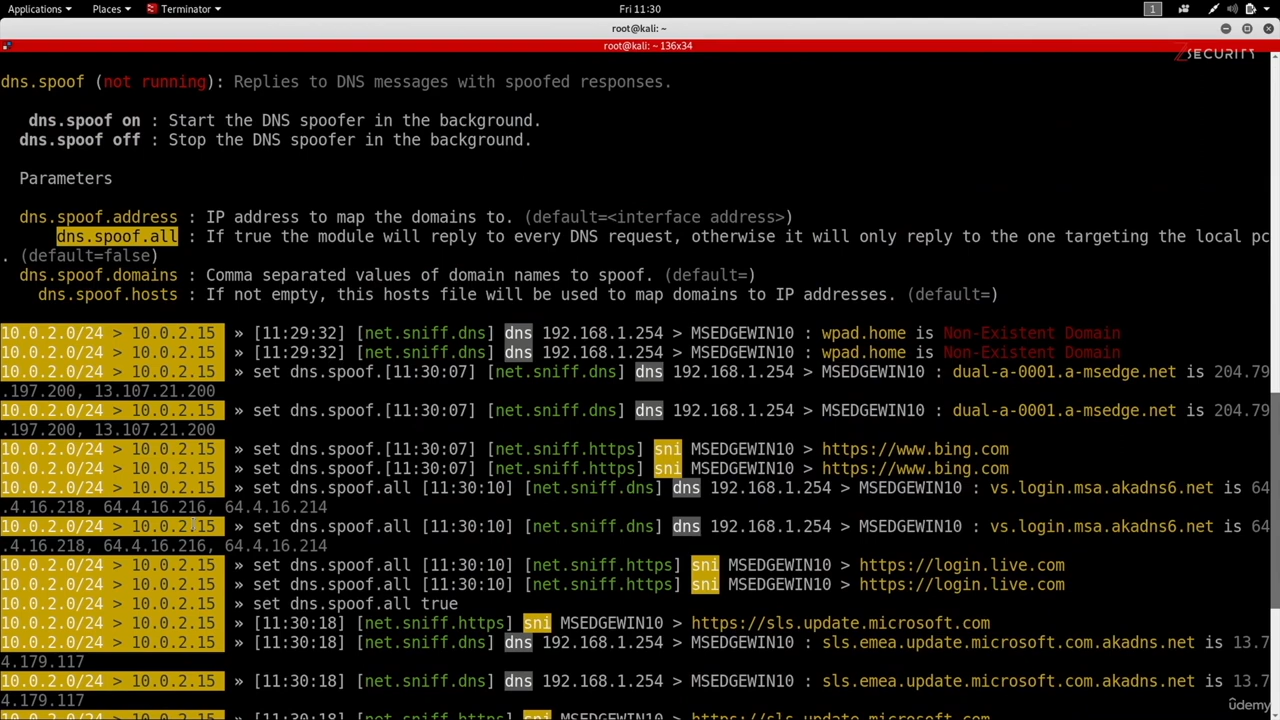 Applications Places Terminator Fri 11:30 1
root@kali: ~
root@kali: ~ 136x34
ZSECURITY
dns.spoof (not running): Replies to DNS messages with spoofed responses.
dns.spoof on : Start the DNS spoofer in the background.
dns.spoof off : Stop the DNS spoofer in the background.
Parameters
dns.spoof.address : IP address to map the domains to. (default=<interface address>)
dns.spoof.all : If true the module will reply to every DNS request, otherwise it will only reply to the one targeting the local pc
. (default=false)
dns.spoof.domains : Comma separated values of domain names to spoof. (default=)
dns.spoof.hosts : If not empty, this hosts file will be used to map domains to IP addresses. (default=)
10.0.2.0/24 > 10.0.2.15 » [11:29:32] [net.sniff.dns] dns 192.168.1.254 > MSEDGEWIN10 : wpad.home is Non-Existent Domain
10.0.2.0/24 > 10.0.2.15 » [11:29:32] [net.sniff.dns] dns 192.168.1.254 > MSEDGEWIN10 : wpad.home is Non-Existent Domain
10.0.2.0/24 > 10.0.2.15 » set dns.spoof.[11:30:07] [net.sniff.dns] dns 192.168.1.254 > MSEDGEWIN10 : dual-a-0001.a-msedge.net is 204.79
.197.200, 13.107.21.200
10.0.2.0/24 > 10.0.2.15 » set dns.spoof.[11:30:07] [net.sniff.dns] dns 192.168.1.254 > MSEDGEWIN10 : dual-a-0001.a-msedge.net is 204.79
.197.200, 13.107.21.200
10.0.2.0/24 > 10.0.2.15 » set dns.spoof.[11:30:07] [net.sniff.https] sni MSEDGEWIN10 > https://www.bing.com
10.0.2.0/24 > 10.0.2.15 » set dns.spoof.[11:30:07] [net.sniff.https] sni MSEDGEWIN10 > https://www.bing.com
10.0.2.0/24 > 10.0.2.15 » set dns.spoof.all [11:30:10] [net.sniff.dns] dns 192.168.1.254 > MSEDGEWIN10 : vs.login.msa.akadns6.net is 64
.4.16.218, 64.4.16.216, 64.4.16.214
10.0.2.0/24 > 10.0.2.15 » set dns.spoof.all [11:30:10] [net.sniff.dns] dns 192.168.1.254 > MSEDGEWIN10 : vs.login.msa.akadns6.net is 64
.4.16.218, 64.4.16.216, 64.4.16.214
10.0.2.0/24 > 10.0.2.15 » set dns.spoof.all [11:30:10] [net.sniff.https] sni MSEDGEWIN10 > https://login.live.com
10.0.2.0/24 > 10.0.2.15 » set dns.spoof.all [11:30:10] [net.sniff.https] sni MSEDGEWIN10 > https://login.live.com
10.0.2.0/24 > 10.0.2.15 » set dns.spoof.all true
10.0.2.0/24 > 10.0.2.15 » [11:30:18] [net.sniff.https] sni MSEDGEWIN10 > https://sls.update.microsoft.com
10.0.2.0/24 > 10.0.2.15 » [11:30:18] [net.sniff.dns] dns 192.168.1.254 > MSEDGEWIN10 : sls.emea.update.microsoft.com.akadns.net is 13.7
4.179.117
10.0.2.0/24 > 10.0.2.15 » [11:30:18] [net.sniff.dns] dns 192.168.1.254 > MSEDGEWIN10 : sls.emea.update.microsoft.com.akadns.net is 13.7
4.179.117
10.0.2.0/24 > 10.0.2.15 » [11:30:18] [net.sniff.https] sni MSEDGEWIN10 > https://sls.update.microsoft.com
ûdemy